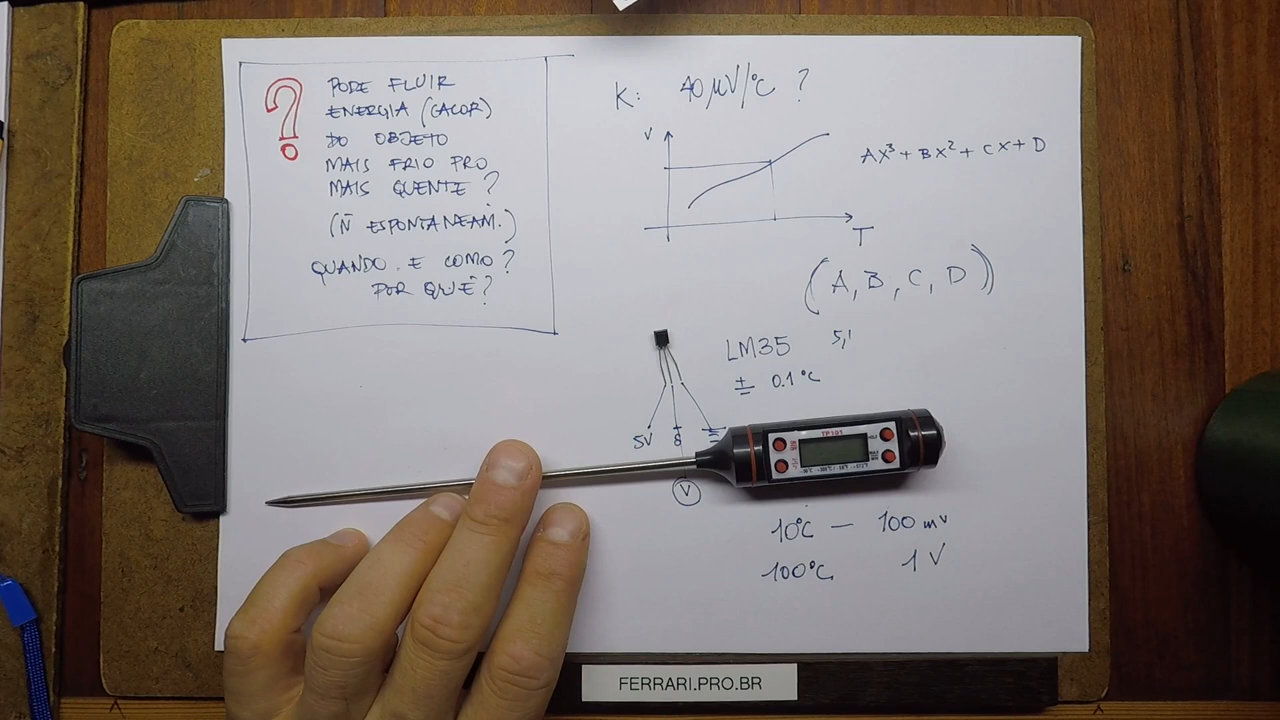 ?
PODE FLUIR
ENERGIA (CALOR)
DO OBJETO
MAIS FRIO PRO
MAIS QUENTE?
(Ñ ESPONTANEAM.)
QUANDO E COMO?
POR QUÊ?
K: 40 µV/°C ?
V
T
AX³ + BX² + CX + D
(A, B, C, D)
LM35
± 0.1°C
5V
V
TP101
10°C — 100 mV
100°C 1 V
FERRARI.PRO.BR